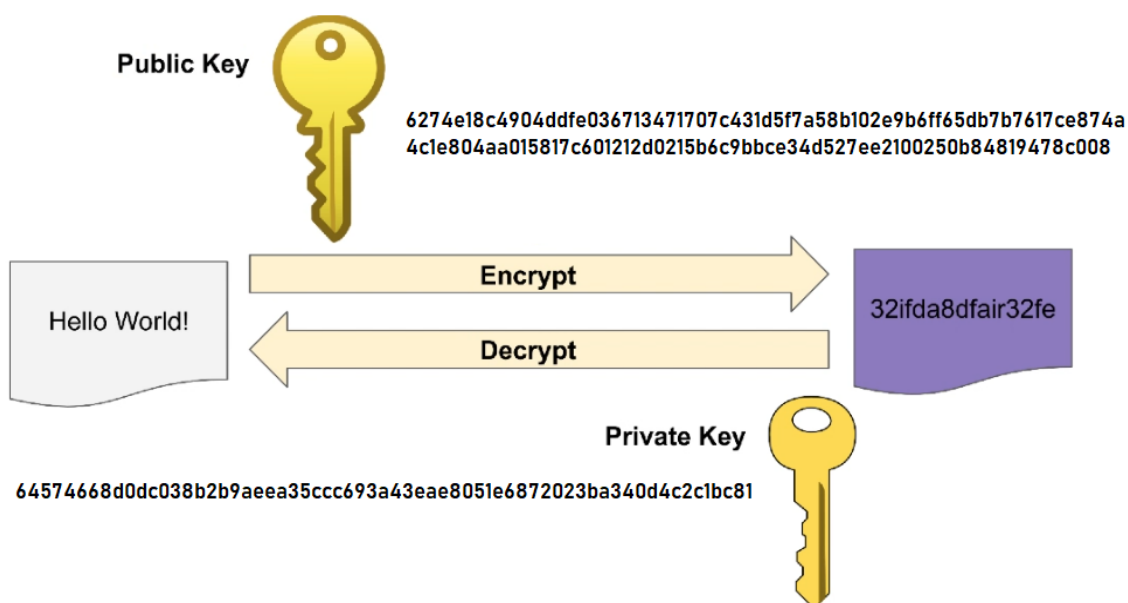 Public Key
6274e18c4904ddfe036713471707c431d5f7a58b102e9b6ff65db7b7617ce874a
4c1e804aa015817c601212d0215b6c9bbce34d527ee2100250b84819478c008
Encrypt
Hello World!
32ifda8dfair32fe
Decrypt
Private Key
64574668d0dc038b2b9aeea35ccc693a43eae8051e6872023ba340d4c2c1bc81